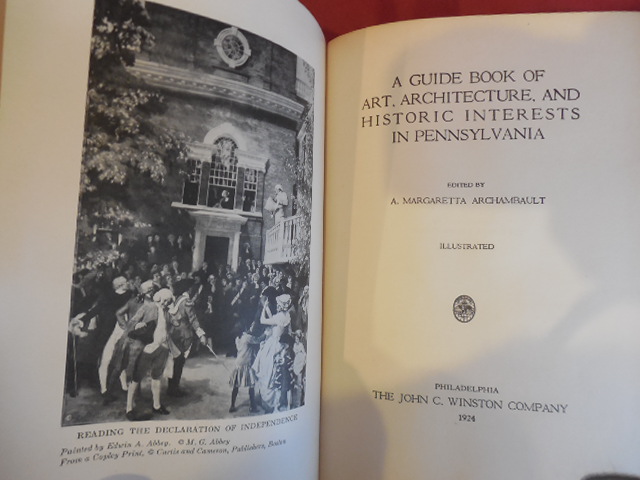 READING THE DECLARATION OF INDEPENDENCE
Painted by Edwin A. Abbey, © M. G. Abbey
From a Copley Print, © Curtis and Cameron, Publishers, Boston
A GUIDE BOOK OF
ART, ARCHITECTURE, AND
HISTORIC INTERESTS
IN PENNSYLVANIA
EDITED BY
A. MARGARETTA ARCHAMBAULT
ILLUSTRATED
PHILADELPHIA
THE JOHN C. WINSTON COMPANY
1924